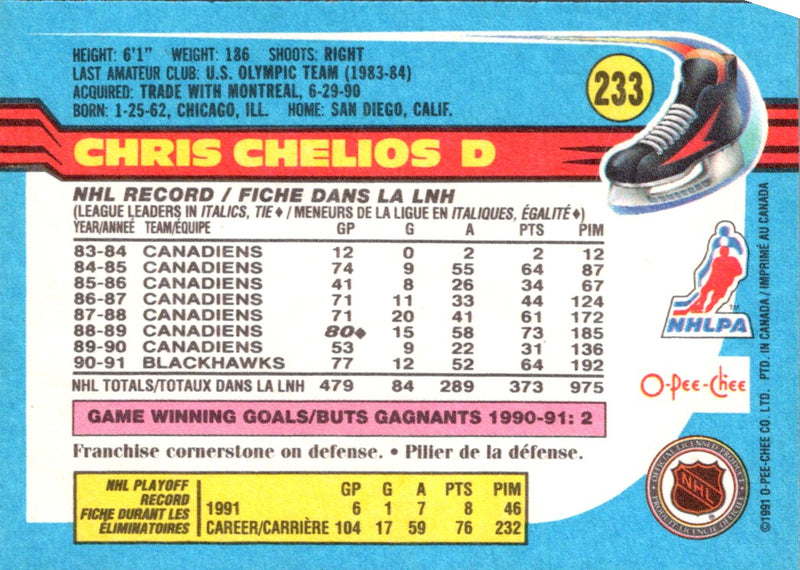 HEIGHT: 6'1" WEIGHT: 186 SHOOTS: RIGHT
LAST AMATEUR CLUB: U.S. OLYMPIC TEAM (1983-84)
ACQUIRED: TRADE WITH MONTREAL, 6-29-90
BORN: 1-25-62, CHICAGO, ILL. HOME: SAN DIEGO, CALIF.
233
CHRIS CHELIOS D
NHL RECORD / FICHE DANS LA LNH
(LEAGUE LEADERS IN ITALICS, TIE ♦ / MENEURS DE LA LIGUE EN ITALIQUES, ÉGALITÉ ♦)
YEAR/ANNEÉ TEAM/ÉQUIPE GP G A PTS PIM
83-84 CANADIENS 12 0 2 2 12
84-85 CANADIENS 74 9 55 64 87
85-86 CANADIENS 41 8 26 34 67
86-87 CANADIENS 71 11 33 44 124
87-88 CANADIENS 71 20 41 61 172
88-89 CANADIENS 80♦ 15 58 73 185
89-90 CANADIENS 53 9 22 31 136
90-91 BLACKHAWKS 77 12 52 64 192
NHL TOTALS/TOTAUX DANS LA LNH 479 84 289 373 975
GAME WINNING GOALS/BUTS GAGNANTS 1990-91: 2
Franchise cornerstone on defense. • Pilier de la défense.
NHL PLAYOFF RECORD
FICHE DURANT LES ÉLIMINATOIRES
GP G A PTS PIM
1991 6 1 7 8 46
CAREER/CARRIÈRE 104 17 59 76 232
NHLPA
TM
O-Pee-Chee
OFFICIAL LICENSED PRODUCT
NHL
PRODUIT LICENCIÉ OFFICIEL
©1991 O-PEE-CHEE CO. LTD. PTD. IN CANADA / IMPRIMÉ AU CANADA